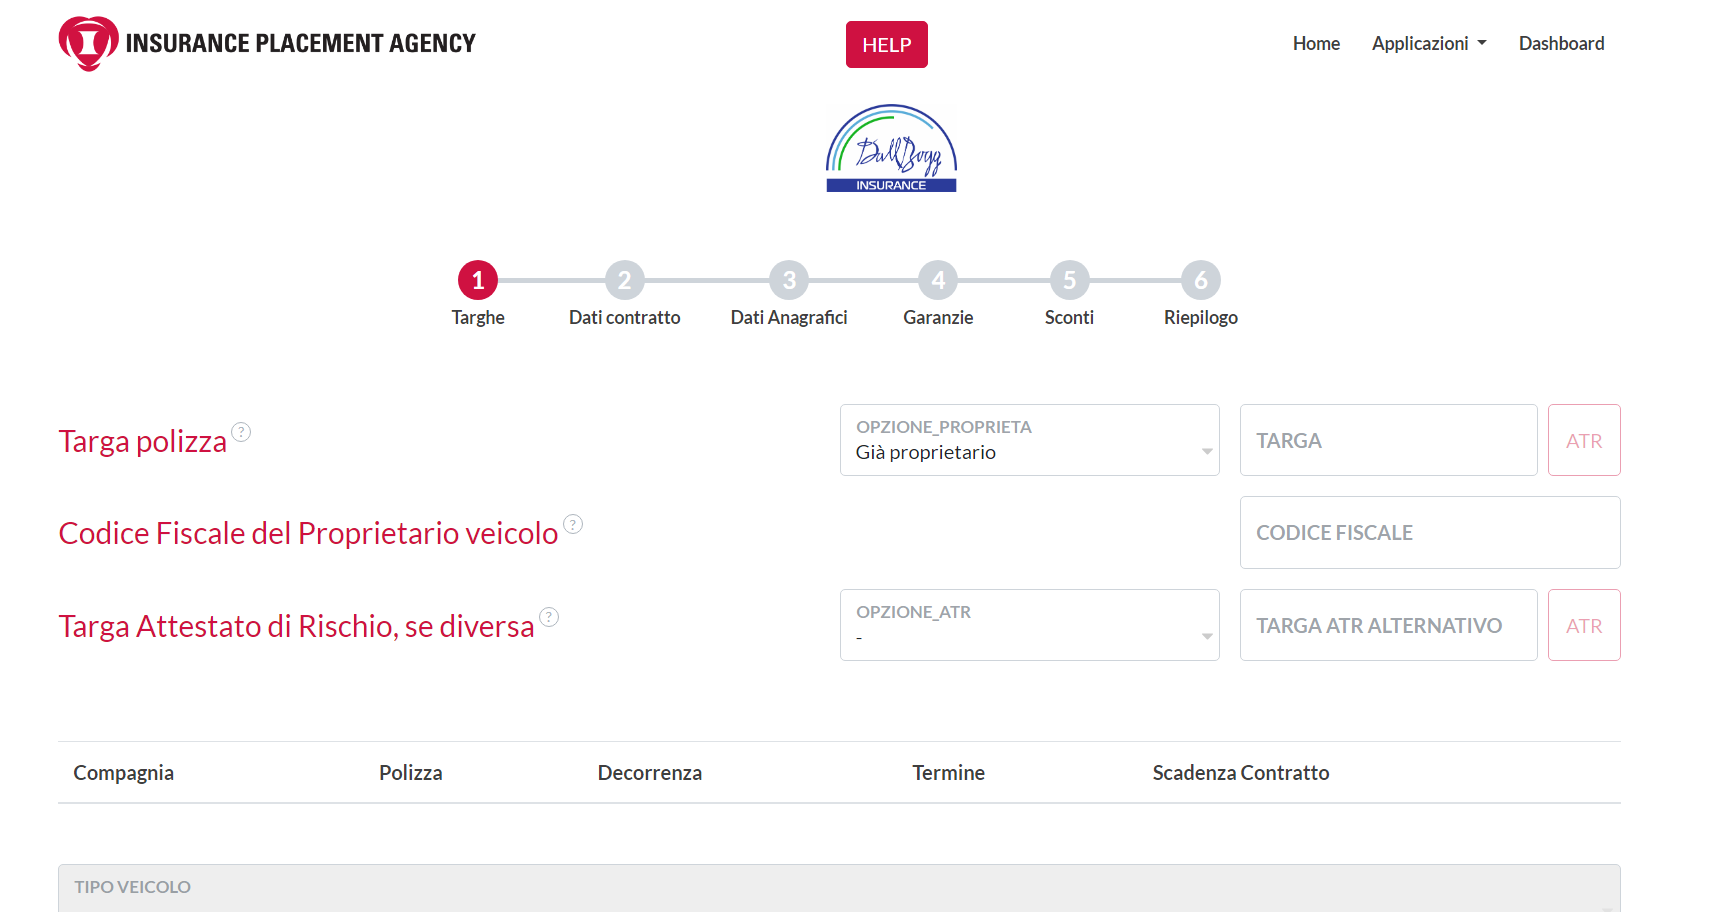 INSURANCE PLACEMENT AGENCY
HELP
Home
Applicazioni
Dashboard
INSURANCE
1
2
3
4
5
6
Targhe
Dati contratto
Dati Anagrafici
Garanzie
Sconti
Riepilogo
Targa polizza ?
OPZIONE_PROPRIETA
Già proprietario
TARGA
ATR
Codice Fiscale del Proprietario veicolo ?
CODICE FISCALE
Targa Attestato di Rischio, se diversa ?
OPZIONE_ATR
-
TARGA ATR ALTERNATIVO
ATR
Compagnia
Polizza
Decorrenza
Termine
Scadenza Contratto
TIPO VEICOLO